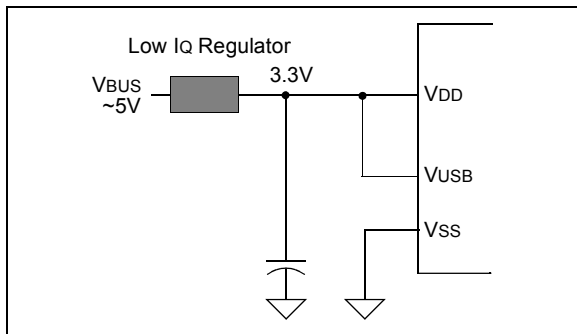 Low IQ Regulator
3.3V
VBUS
~5V
VDD
VUSB
VSS